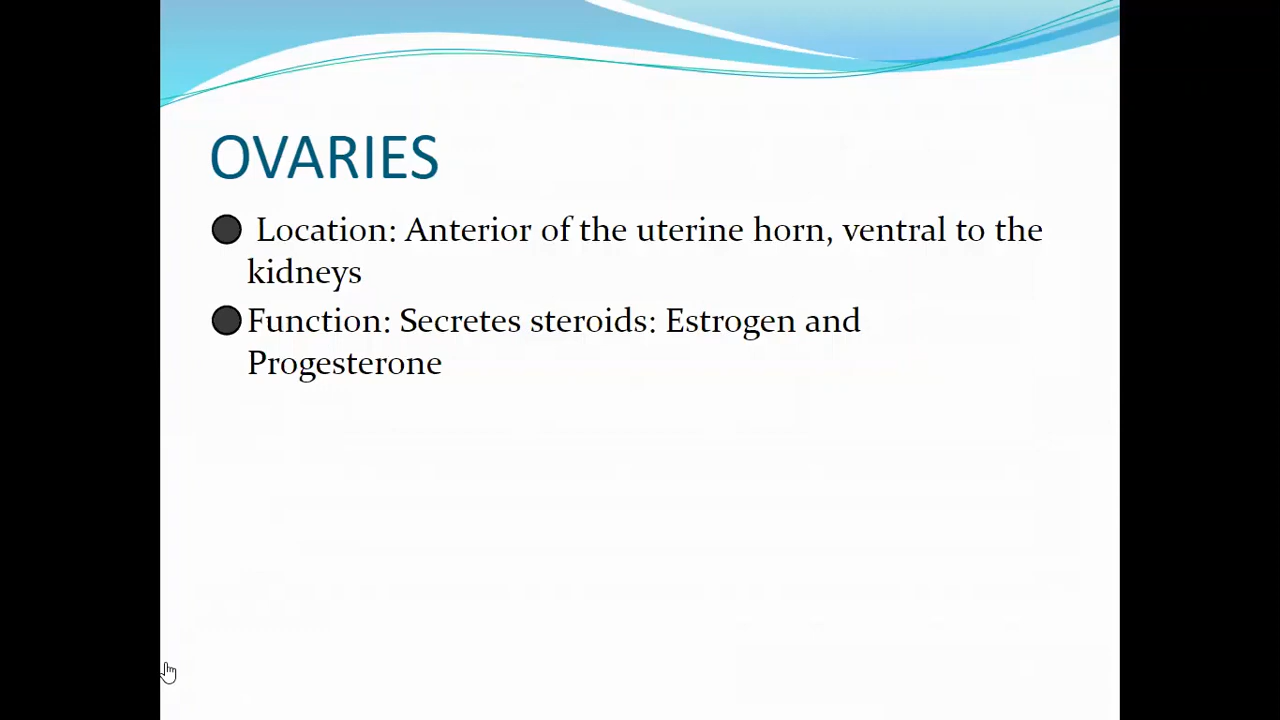 OVARIES
Location: Anterior of the uterine horn, ventral to the
kidneys
Function: Secretes steroids: Estrogen and
Progesterone